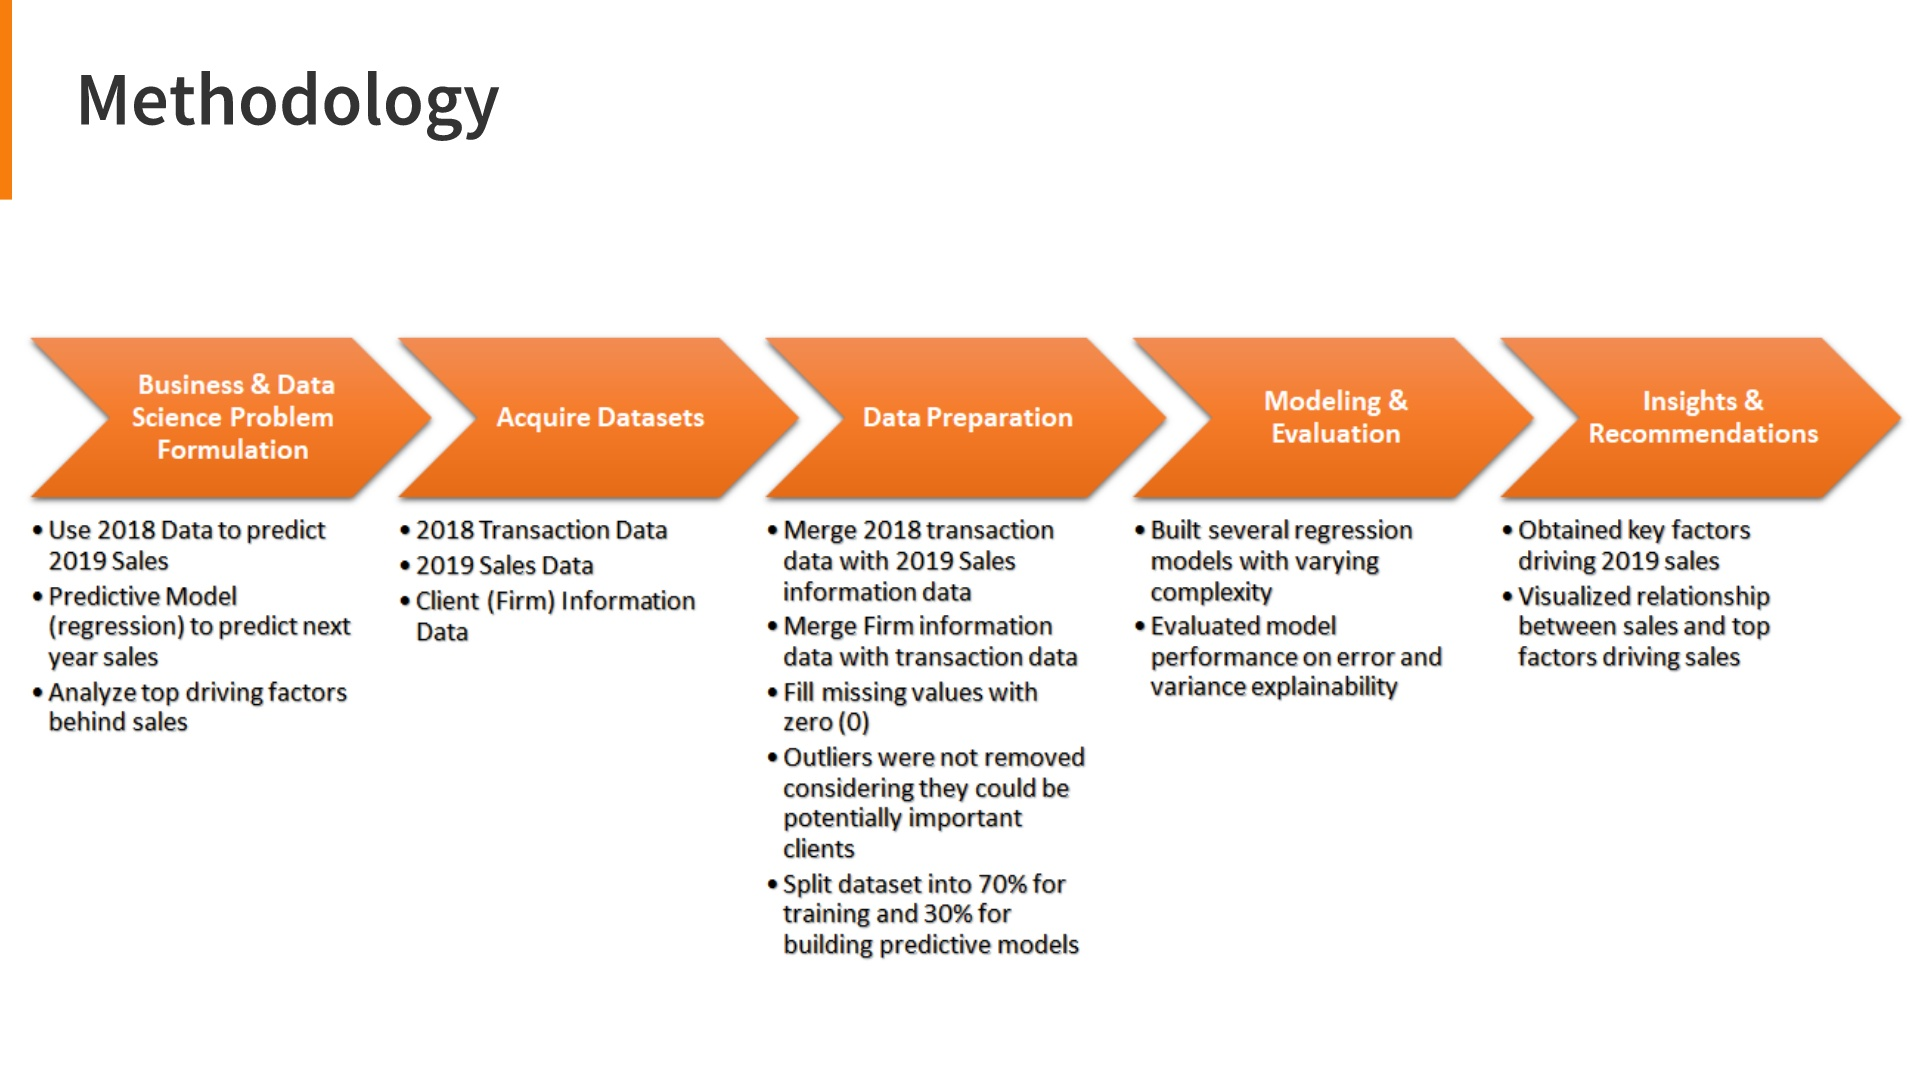 Methodology
Business & Data
Science Problem
Formulation
• Use 2018 Data to predict
2019 Sales
• Predictive Model
(regression) to predict next
year sales
• Analyze top driving factors
behind sales
Acquire Datasets
• 2018 Transaction Data
• 2019 Sales Data
• Client (Firm) Information
Data
Data Preparation
• Merge 2018 transaction
data with 2019 Sales
information data
• Merge Firm information
data with transaction data
• Fill missing values with
zero (0)
• Outliers were not removed
considering they could be
potentially important
clients
• Split dataset into 70% for
training and 30% for
building predictive models
Modeling &
Evaluation
• Built several regression
models with varying
complexity
• Evaluated model
performance on error and
variance explainability
Insights &
Recommendations
• Obtained key factors
driving 2019 sales
• Visualized relationship
between sales and top
factors driving sales